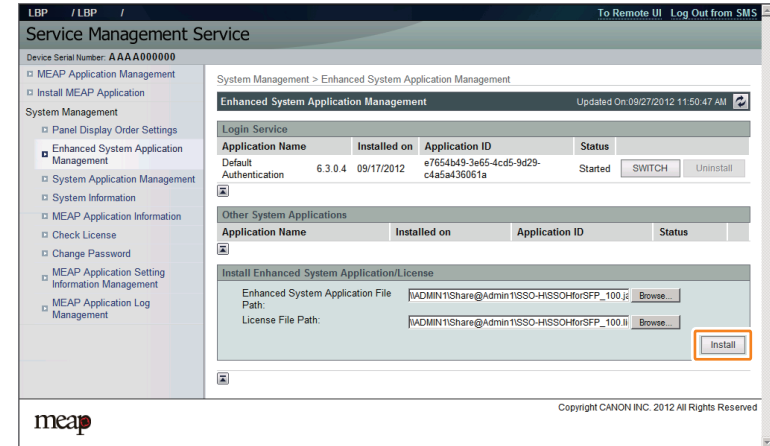 LBP / LBP /
To Remote UI Log Out from SMS
Service Management Service
Device Serial Number: AAAA000000
MEAP Application Management
Install MEAP Application
System Management
Panel Display Order Settings
Enhanced System Application
Management
System Application Management
System Information
MEAP Application Information
Check License
Change Password
MEAP Application Setting
Information Management
MEAP Application Log
Management
System Management > Enhanced System Application Management
Enhanced System Application Management Updated On:09/27/2012 11:50:47 AM
Login Service
Application Name Installed on Application ID Status
Default
Authentication 6.3.0.4 09/17/2012 e7654b49-3e65-4cd5-9d29-
c4a5a436061a Started SWITCH Uninstall
Other System Applications
Application Name Installed on Application ID Status
Install Enhanced System Application/License
Enhanced System Application File
Path: \\ADMIN1\Share@Admin1\SSO-H\SSOHforSFP_100.ja Browse...
License File Path: \\ADMIN1\Share@Admin1\SSO-H\SSOHforSFP_100.li Browse...
Install
Copyright CANON INC. 2012 All Rights Reserved
meap